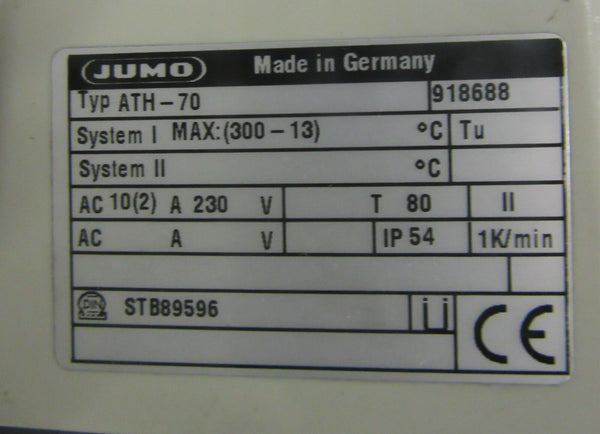 JUMO Made in Germany
Typ ATH-70 918688
System I MAX:(300-13) °C Tu
System II °C
AC 10(2) A 230 V T 80 II
AC A V IP 54 1K/min
DIN STB89596 Ü CE